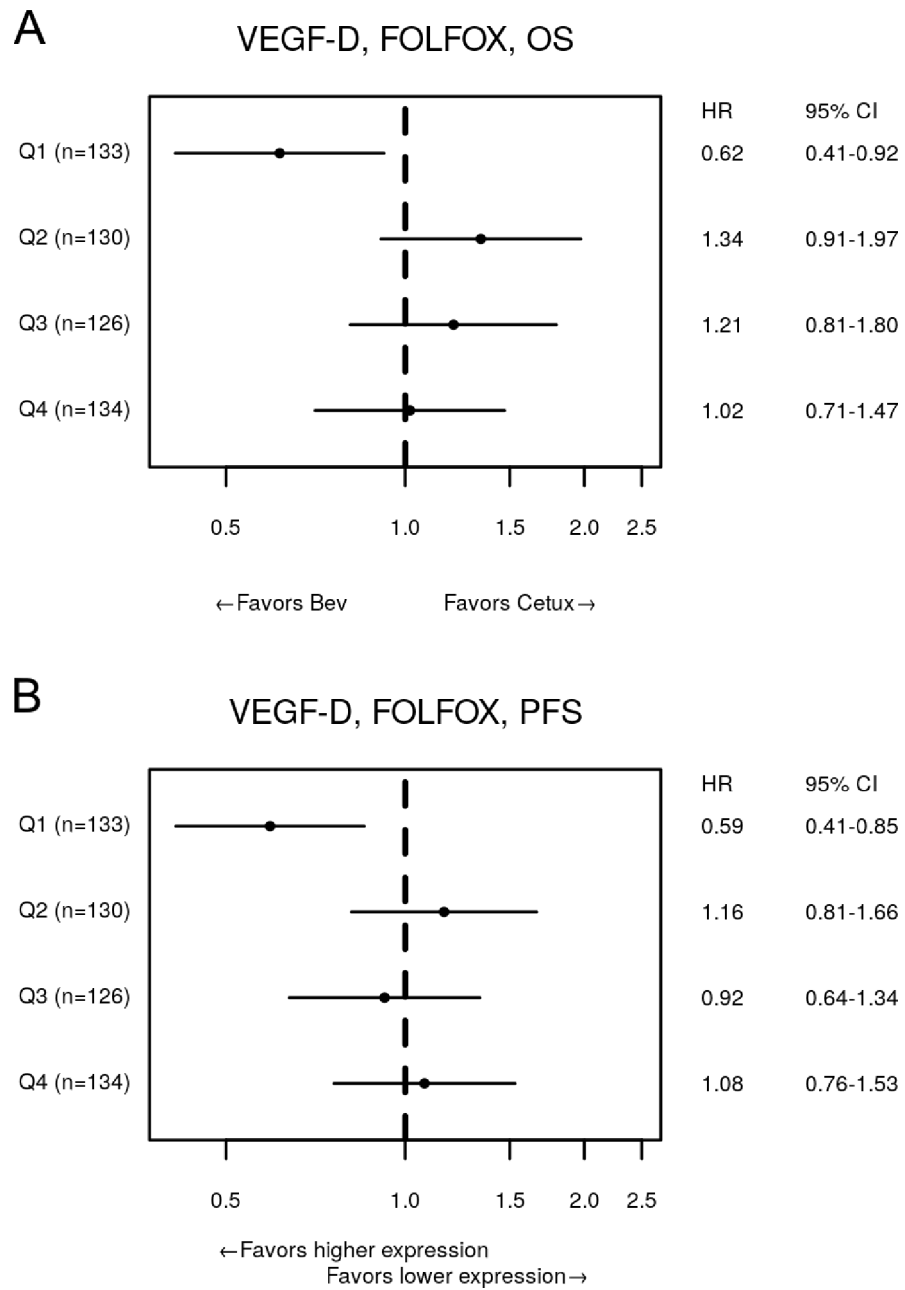 A
VEGF-D, FOLFOX, OS
HR 95% CI
Q1 (n=133) 0.62 0.41-0.92
Q2 (n=130) 1.34 0.91-1.97
Q3 (n=126) 1.21 0.81-1.80
Q4 (n=134) 1.02 0.71-1.47
0.5 1.0 1.5 2.0 2.5
←Favors Bev Favors Cetux→
B
VEGF-D, FOLFOX, PFS
HR 95% CI
Q1 (n=133) 0.59 0.41-0.85
Q2 (n=130) 1.16 0.81-1.66
Q3 (n=126) 0.92 0.64-1.34
Q4 (n=134) 1.08 0.76-1.53
0.5 1.0 1.5 2.0 2.5
←Favors higher expression
Favors lower expression→